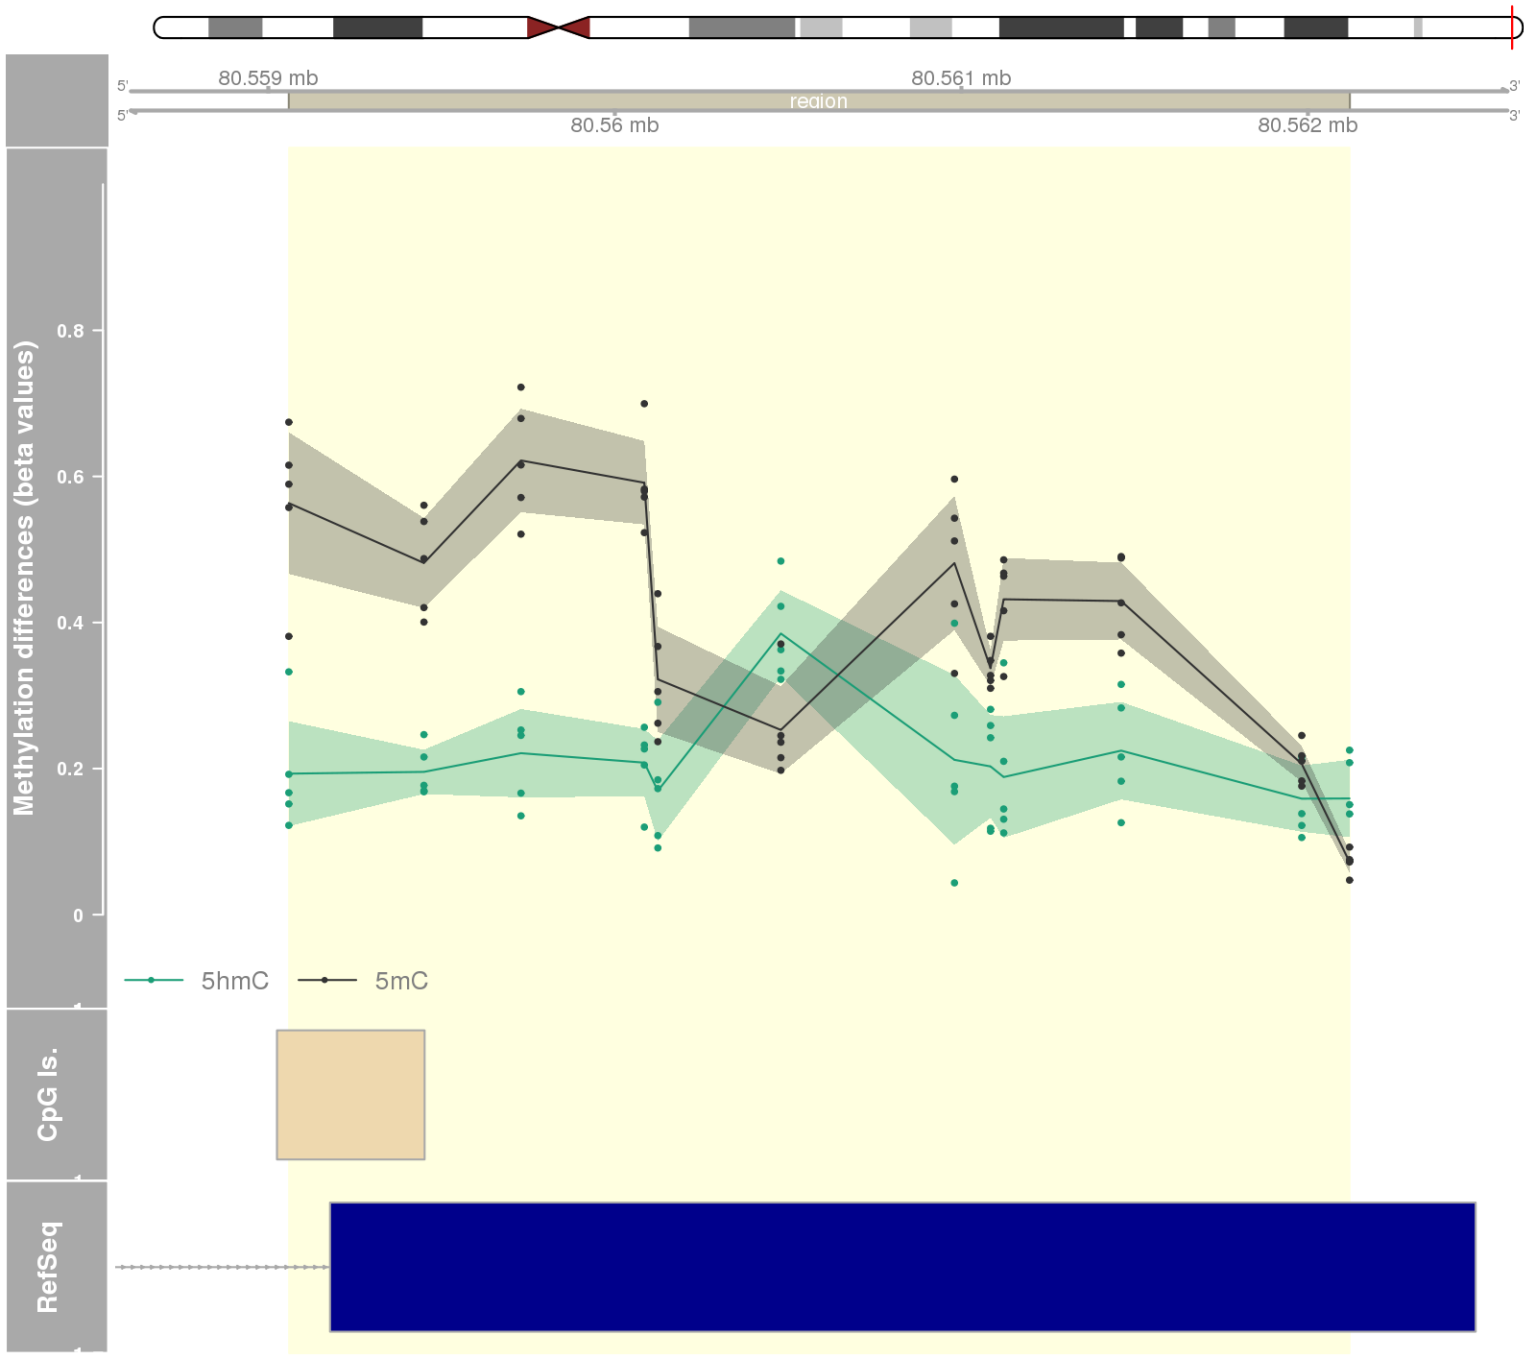 80.559 mb
80.561 mb
5'
3'
region
5'
3'
80.56 mb
80.562 mb
Methylation differences (beta values)
0.8
0.6
0.4
0.2
0
5hmC
5mC
CpG Is.
RefSeq